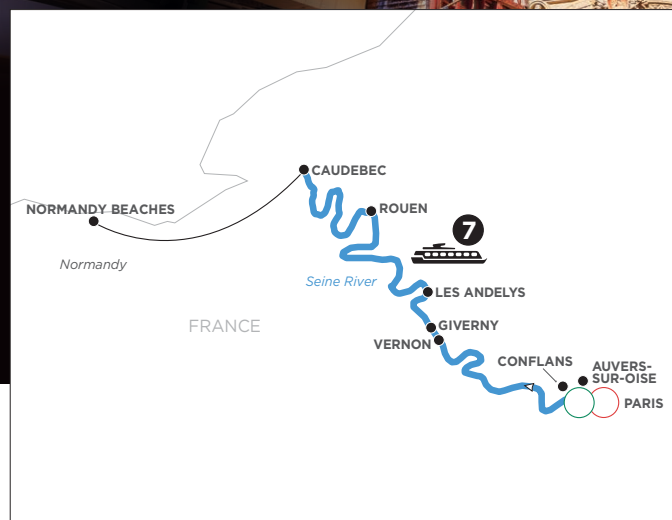 CAUDEBEC
NORMANDY BEACHES
ROUEN
7
Normandy
Seine River
LES ANDELYS
FRANCE
GIVERNY
VERNON
CONFLANS
AUVERS-
SUR-OISE
PARIS